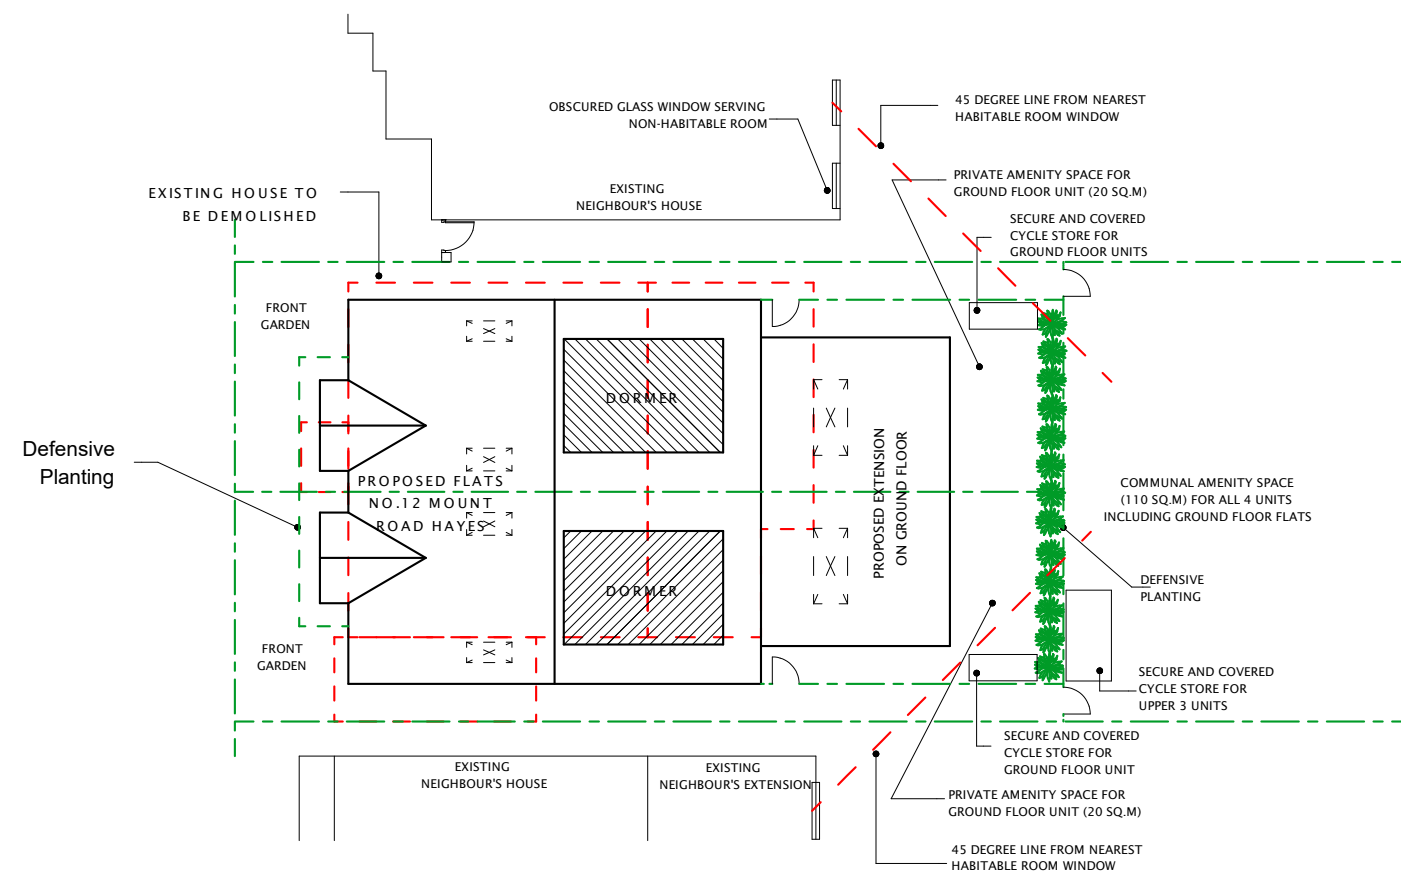 OBSCURED GLASS WINDOW SERVING
NON-HABITABLE ROOM
45 DEGREE LINE FROM NEAREST
HABITABLE ROOM WINDOW
EXISTING HOUSE TO
BE DEMOLISHED
EXISTING
NEIGHBOUR'S HOUSE
PRIVATE AMENITY SPACE FOR
GROUND FLOOR UNIT (20 SQ.M)
SECURE AND COVERED
CYCLE STORE FOR
GROUND FLOOR UNITS
FRONT
GARDEN
DORMER
Defensive
Planting
PROPOSED FLATS
NO.12 MOUNT
ROAD HAYES
PROPOSED EXTENSION
ON GROUND FLOOR
COMMUNAL AMENITY SPACE
(110 SQ.M) FOR ALL 4 UNITS
INCLUDING GROUND FLOOR FLATS
DORMER
DEFENSIVE
PLANTING
FRONT
GARDEN
SECURE AND COVERED
CYCLE STORE FOR
UPPER 3 UNITS
SECURE AND COVERED
CYCLE STORE FOR
GROUND FLOOR UNIT
EXISTING
NEIGHBOUR'S HOUSE
EXISTING
NEIGHBOUR'S EXTENSION
PRIVATE AMENITY SPACE FOR
GROUND FLOOR UNIT (20 SQ.M)
45 DEGREE LINE FROM NEAREST
HABITABLE ROOM WINDOW